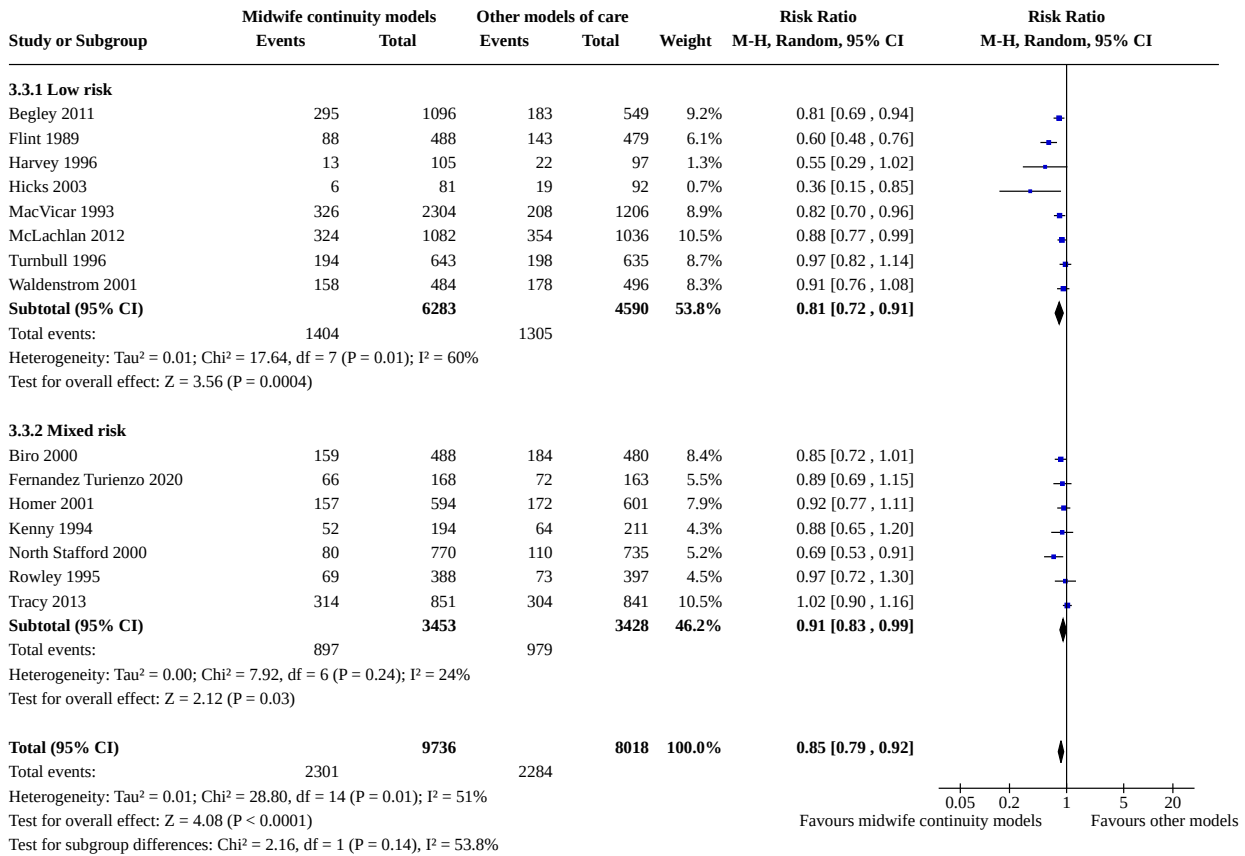 Midwife continuity models Other models of care Risk Ratio Risk Ratio
Study or Subgroup Events Total Events Total Weight M-H, Random, 95% CI M-H, Random, 95% CI
3.3.1 Low risk
Begley 2011 295 1096 183 549 9.2% 0.81 [0.69 , 0.94]
Flint 1989 88 488 143 479 6.1% 0.60 [0.48 , 0.76]
Harvey 1996 13 105 22 97 1.3% 0.55 [0.29 , 1.02]
Hicks 2003 6 81 19 92 0.7% 0.36 [0.15 , 0.85]
MacVicar 1993 326 2304 208 1206 8.9% 0.82 [0.70 , 0.96]
McLachlan 2012 324 1082 354 1036 10.5% 0.88 [0.77 , 0.99]
Turnbull 1996 194 643 198 635 8.7% 0.97 [0.82 , 1.14]
Waldenstrom 2001 158 484 178 496 8.3% 0.91 [0.76 , 1.08]
Subtotal (95% CI) 6283 4590 53.8% 0.81 [0.72 , 0.91]
Total events: 1404 1305
Heterogeneity: Tau² = 0.01; Chi² = 17.64, df = 7 (P = 0.01); I² = 60%
Test for overall effect: Z = 3.56 (P = 0.0004)
3.3.2 Mixed risk
Biro 2000 159 488 184 480 8.4% 0.85 [0.72 , 1.01]
Fernandez Turienzo 2020 66 168 72 163 5.5% 0.89 [0.69 , 1.15]
Homer 2001 157 594 172 601 7.9% 0.92 [0.77 , 1.11]
Kenny 1994 52 194 64 211 4.3% 0.88 [0.65 , 1.20]
North Stafford 2000 80 770 110 735 5.2% 0.69 [0.53 , 0.91]
Rowley 1995 69 388 73 397 4.5% 0.97 [0.72 , 1.30]
Tracy 2013 314 851 304 841 10.5% 1.02 [0.90 , 1.16]
Subtotal (95% CI) 3453 3428 46.2% 0.91 [0.83 , 0.99]
Total events: 897 979
Heterogeneity: Tau² = 0.00; Chi² = 7.92, df = 6 (P = 0.24); I² = 24%
Test for overall effect: Z = 2.12 (P = 0.03)
Total (95% CI) 9736 8018 100.0% 0.85 [0.79 , 0.92]
Total events: 2301 2284
Heterogeneity: Tau² = 0.01; Chi² = 28.80, df = 14 (P = 0.01); I² = 51%
0.05 0.2 1 5 20
Test for overall effect: Z = 4.08 (P < 0.0001) Favours midwife continuity models Favours other models
Test for subgroup differences: Chi² = 2.16, df = 1 (P = 0.14), I² = 53.8%